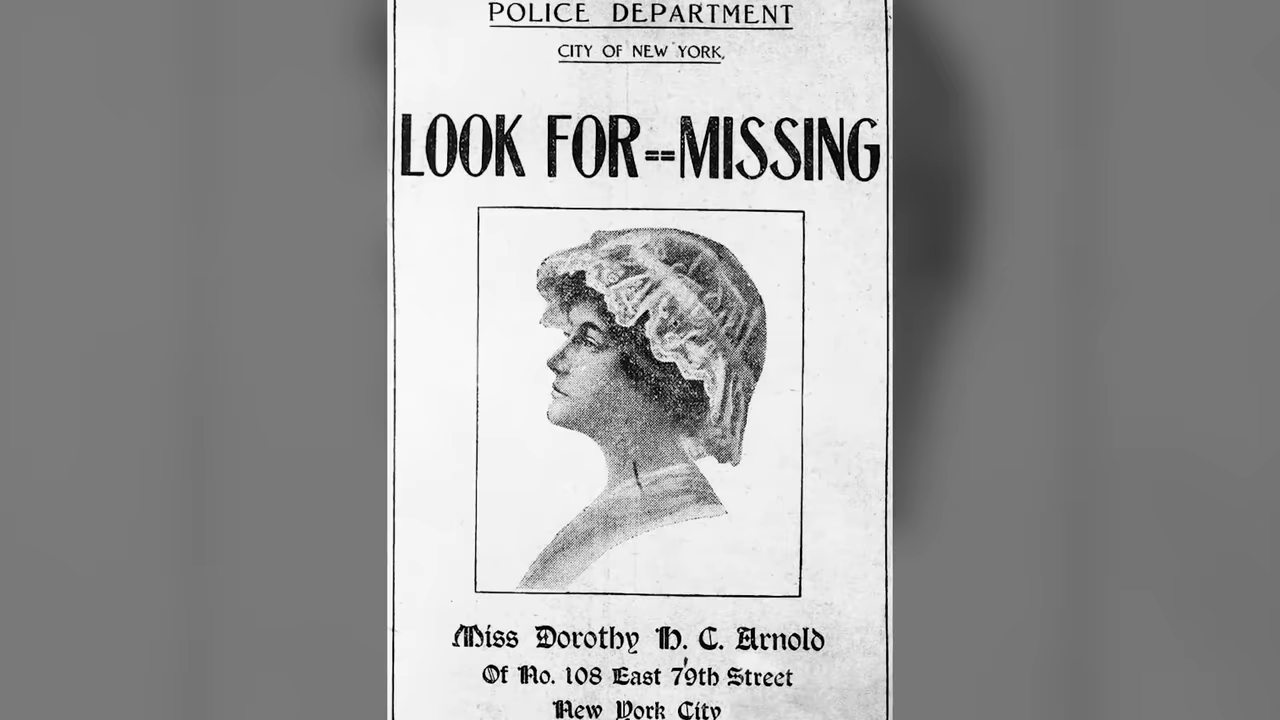 POLICE DEPARTMENT
CITY OF NEW YORK,
LOOK FOR==MISSING
Miss Dorothy H. C. Arnold
Of No. 108 East 79th Street
New York City